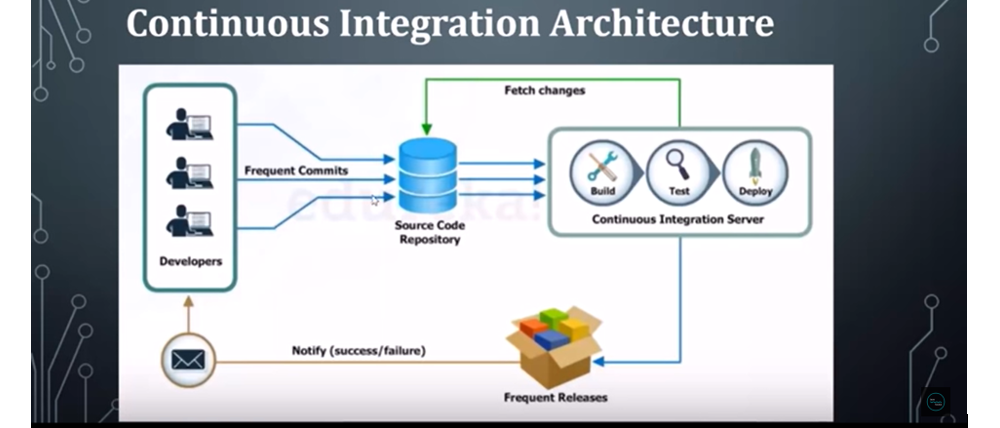 Continuous Integration Architecture
Fetch changes
Frequent Commits
Build
Test
Deploy
Continuous Integration Server
Source Code
Repository
Developers
Notify (success/failure)
Frequent Releases